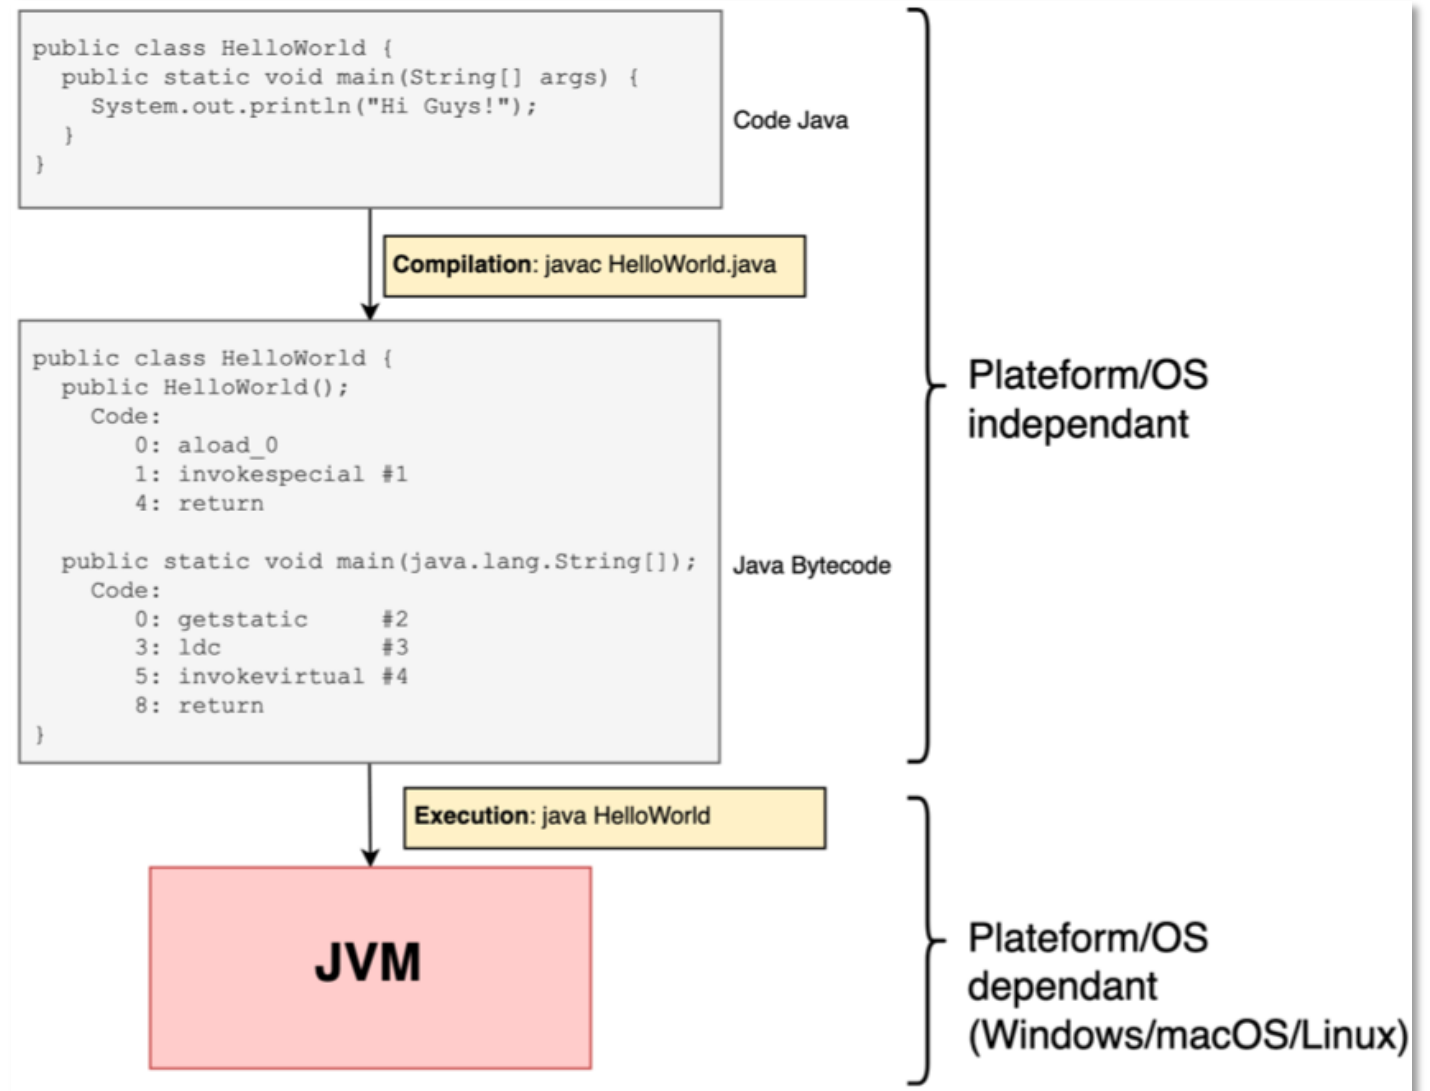 public class HelloWorld {
  public static void main(String[] args) {
    System.out.println("Hi Guys!");
  }
}
Code Java
Compilation: javac HelloWorld.java
public class HelloWorld {
  public HelloWorld();
    Code:
       0: aload_0
       1: invokespecial #1
       4: return
  public static void main(java.lang.String[]);
    Code:
       0: getstatic     #2
       3: ldc           #3
       5: invokevirtual #4
       8: return
}
Java Bytecode
Plateform/OS
independant
Execution: java HelloWorld
JVM
Plateform/OS
dependant
(Windows/macOS/Linux)